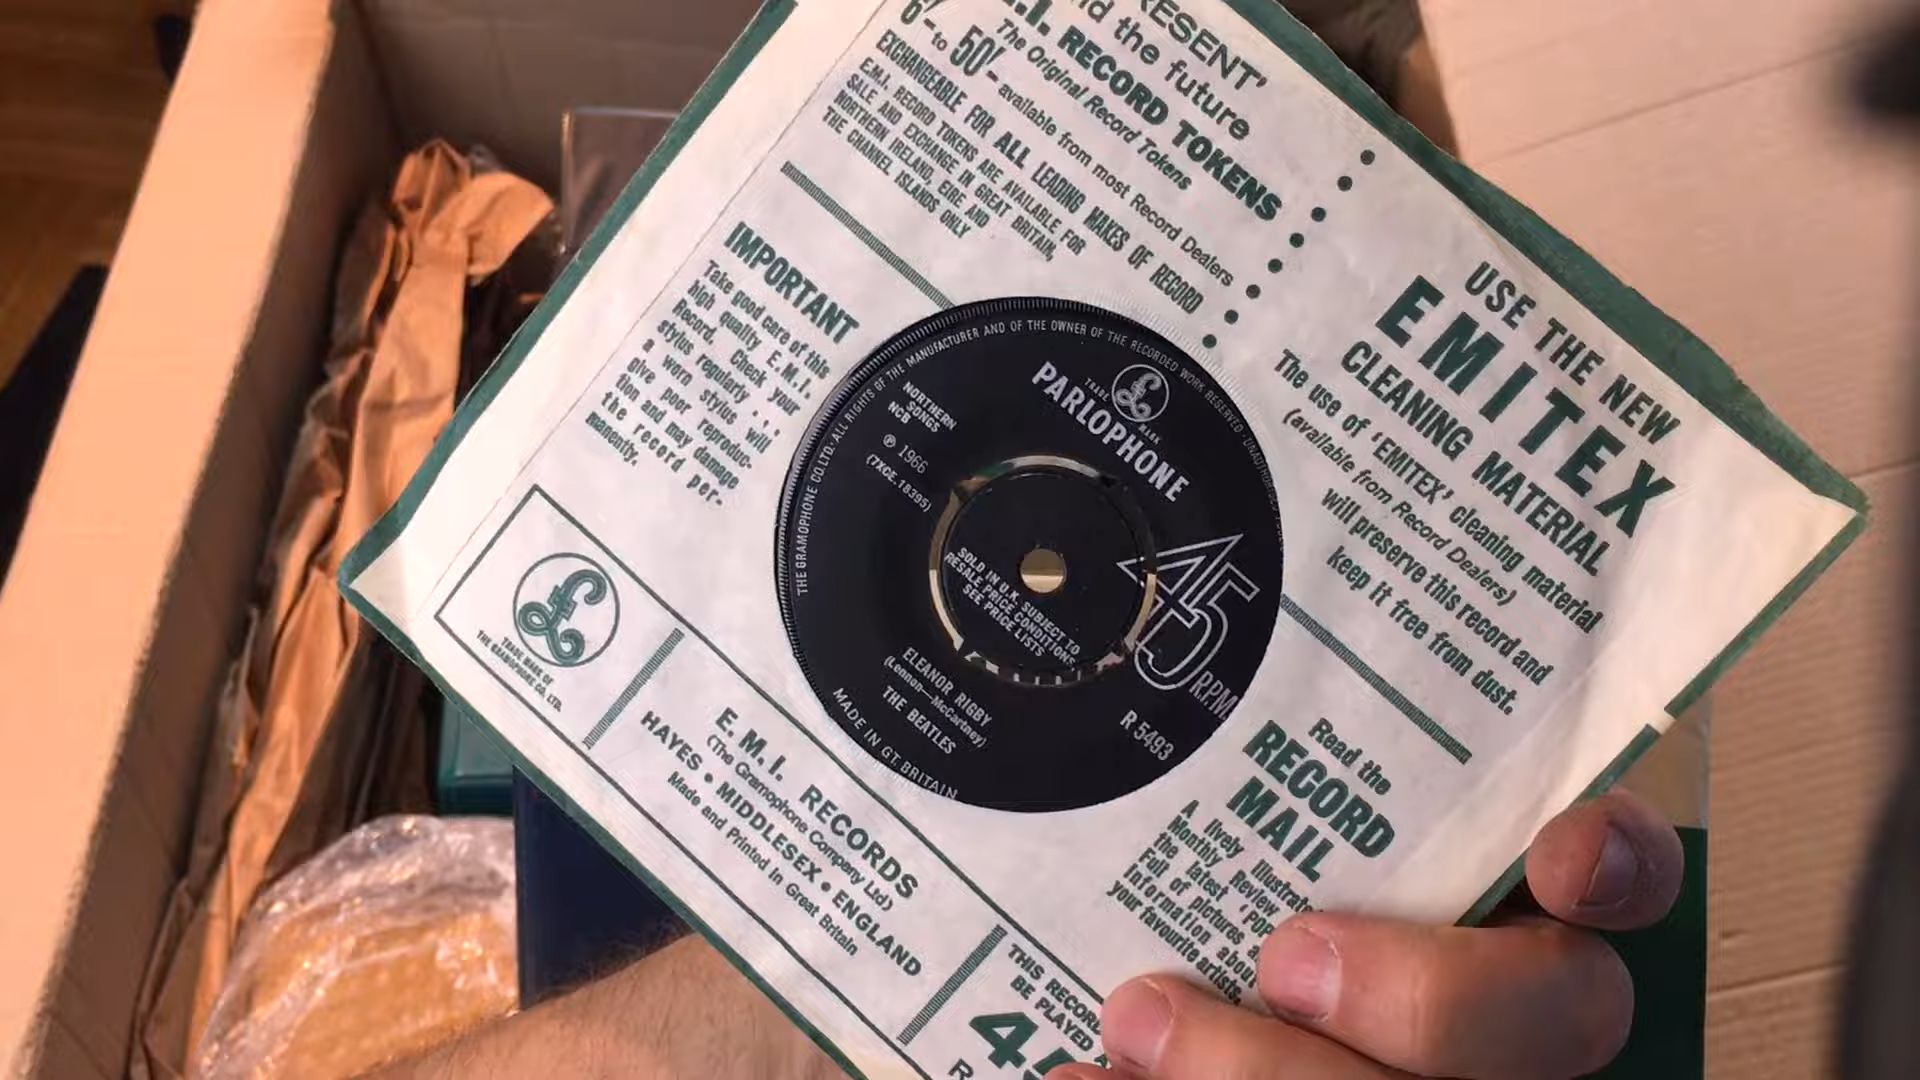 RESENT'
nd the future
E.M.I. RECORD TOKENS
The Original Record Tokens
6/- to 50/- available from most Record Dealers
EXCHANGEABLE FOR ALL LEADING MAKES OF RECORD
E.M.I. RECORD TOKENS ARE AVAILABLE FOR
SALE AND EXCHANGE IN GREAT BRITAIN,
NORTHERN IRELAND, EIRE AND
THE CHANNEL ISLANDS ONLY
IMPORTANT
Take good care of this
high quality E.M.I.
Record. Check your
stylus regularly . . .
a worn stylus will
give poor reproduc-
tion and may damage
the record per-
manently.
USE THE NEW
EMITEX
CLEANING MATERIAL
The use of 'EMITEX' cleaning material
(available from Record Dealers)
will preserve this record and
keep it free from dust.
THE GRAMOPHONE CO. LTD. ALL RIGHTS OF THE MANUFACTURER AND OF THE OWNER OF THE RECORDED WORK RESERVED
£
TRADE MARK
PARLOPHONE
NORTHERN
SONGS
NCB
℗ 1966
(7XCE.18395)
45
R.P.M.
SOLD IN U.K. SUBJECT TO
RESALE PRICE CONDITIONS,
SEE PRICE LISTS
ELEANOR RIGBY
(Lennon—McCartney)
THE BEATLES
R 5493
MADE IN GT. BRITAIN
£
TRADE MARK OF
THE GRAMOPHONE CO. LTD.
E. M. I. RECORDS
(The Gramophone Company Ltd)
HAYES • MIDDLESEX • ENGLAND
Made and Printed in Great Britain
Read the
RECORD
MAIL
A lively illustrate
Monthly Review
the latest 'POP
Full of pictures a
information about
your favourite artists.
THIS RECORD
BE PLAYED A
45
R